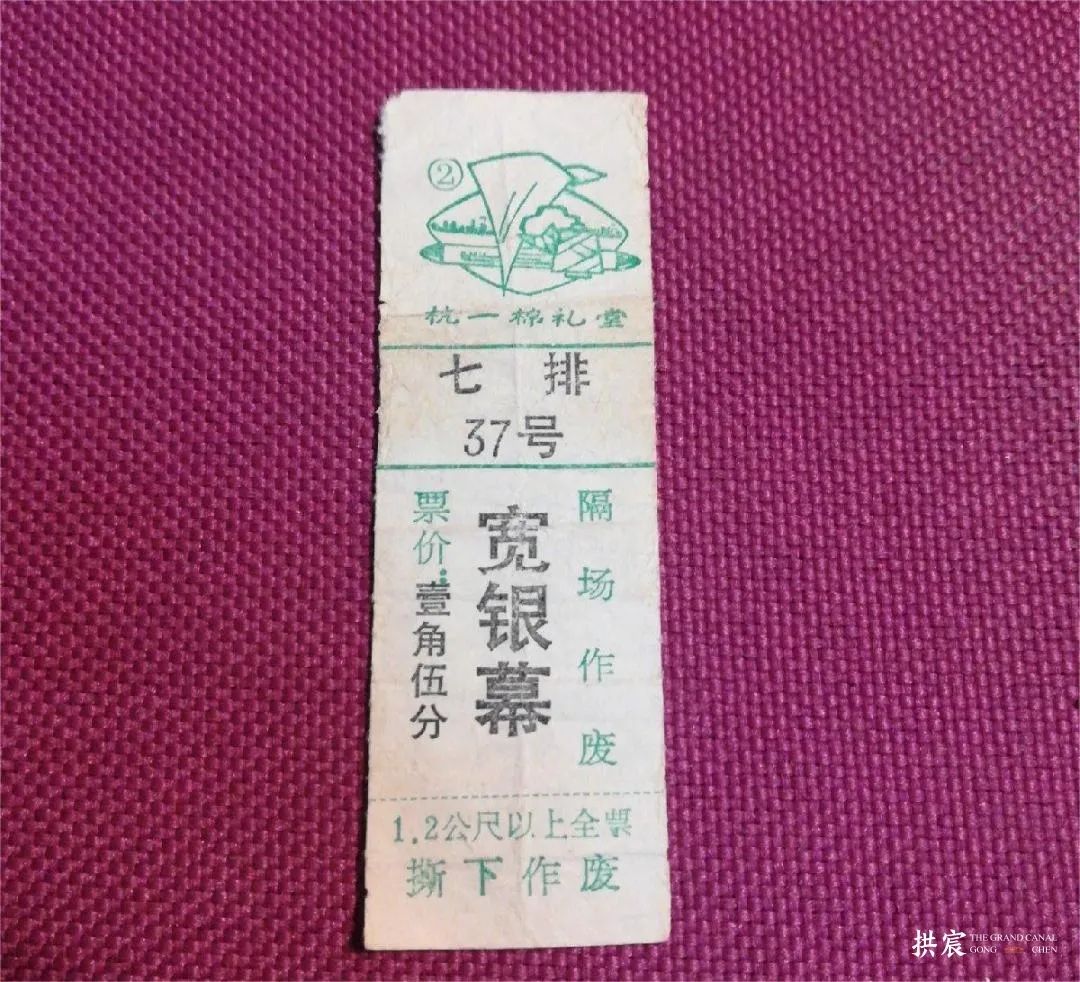 ②
杭一棉礼堂
七排
37号
票价:壹角伍分
宽银幕
隔场作废
1.2公尺以上全票
撕下作废
拱宸
THE GRAND CANAL
GONG CHEN